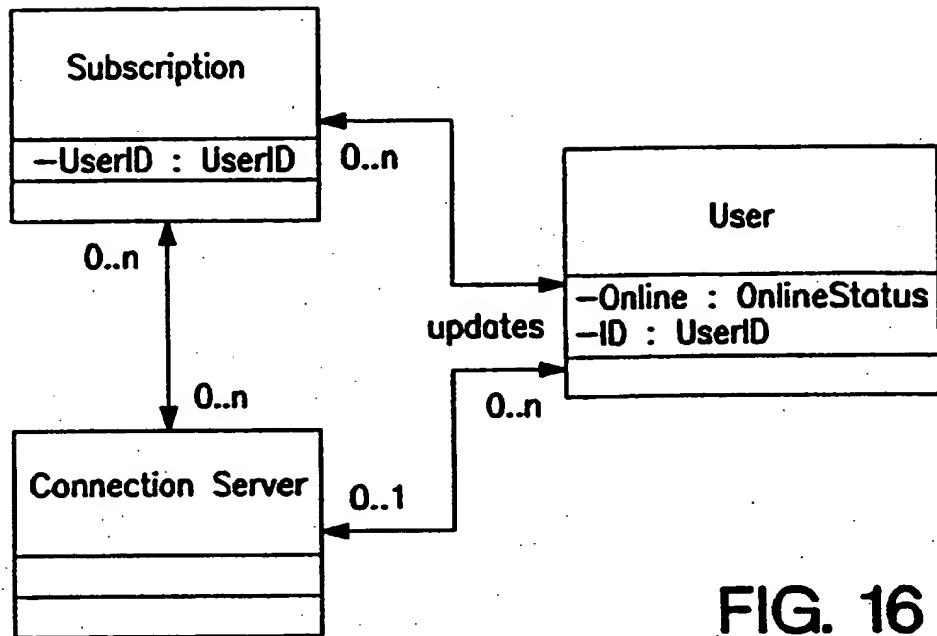 Subscription
-UserID : UserID
0..n
0..n
User
-Online : OnlineStatus
-ID : UserID
updates
0..n
0..n
Connection Server
0..1
FIG. 16